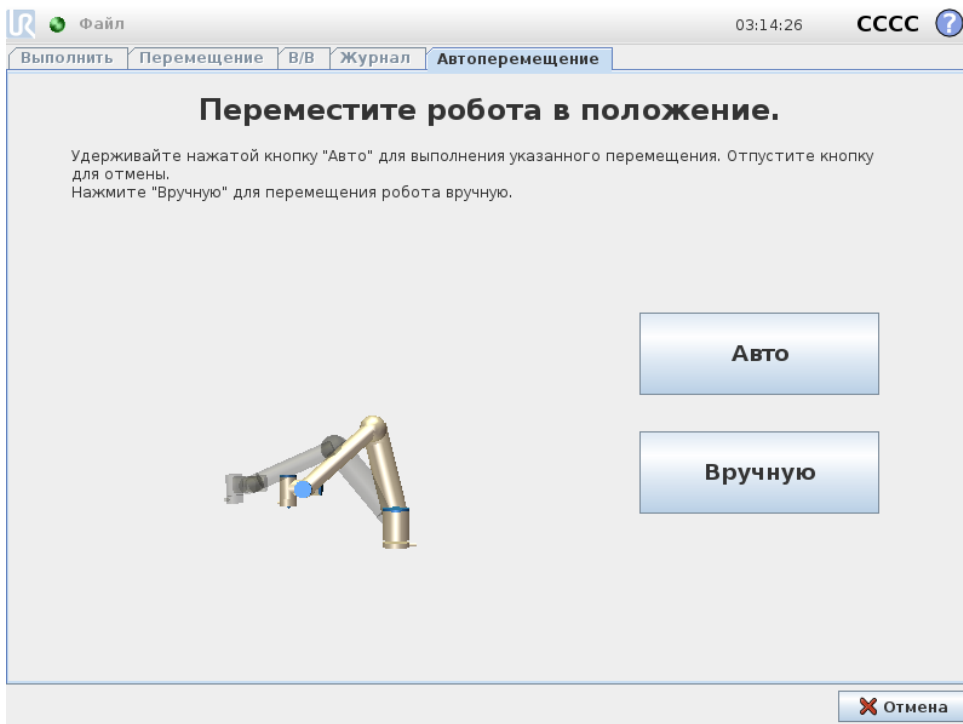 UR Файл 03:14:26 CCCC ?
Выполнить Перемещение В/В Журнал Автоперемещение
Переместите робота в положение.
Удерживайте нажатой кнопку "Авто" для выполнения указанного перемещения. Отпустите кнопку
для отмены.
Нажмите "Вручную" для перемещения робота вручную.
Авто
Вручную
Отмена